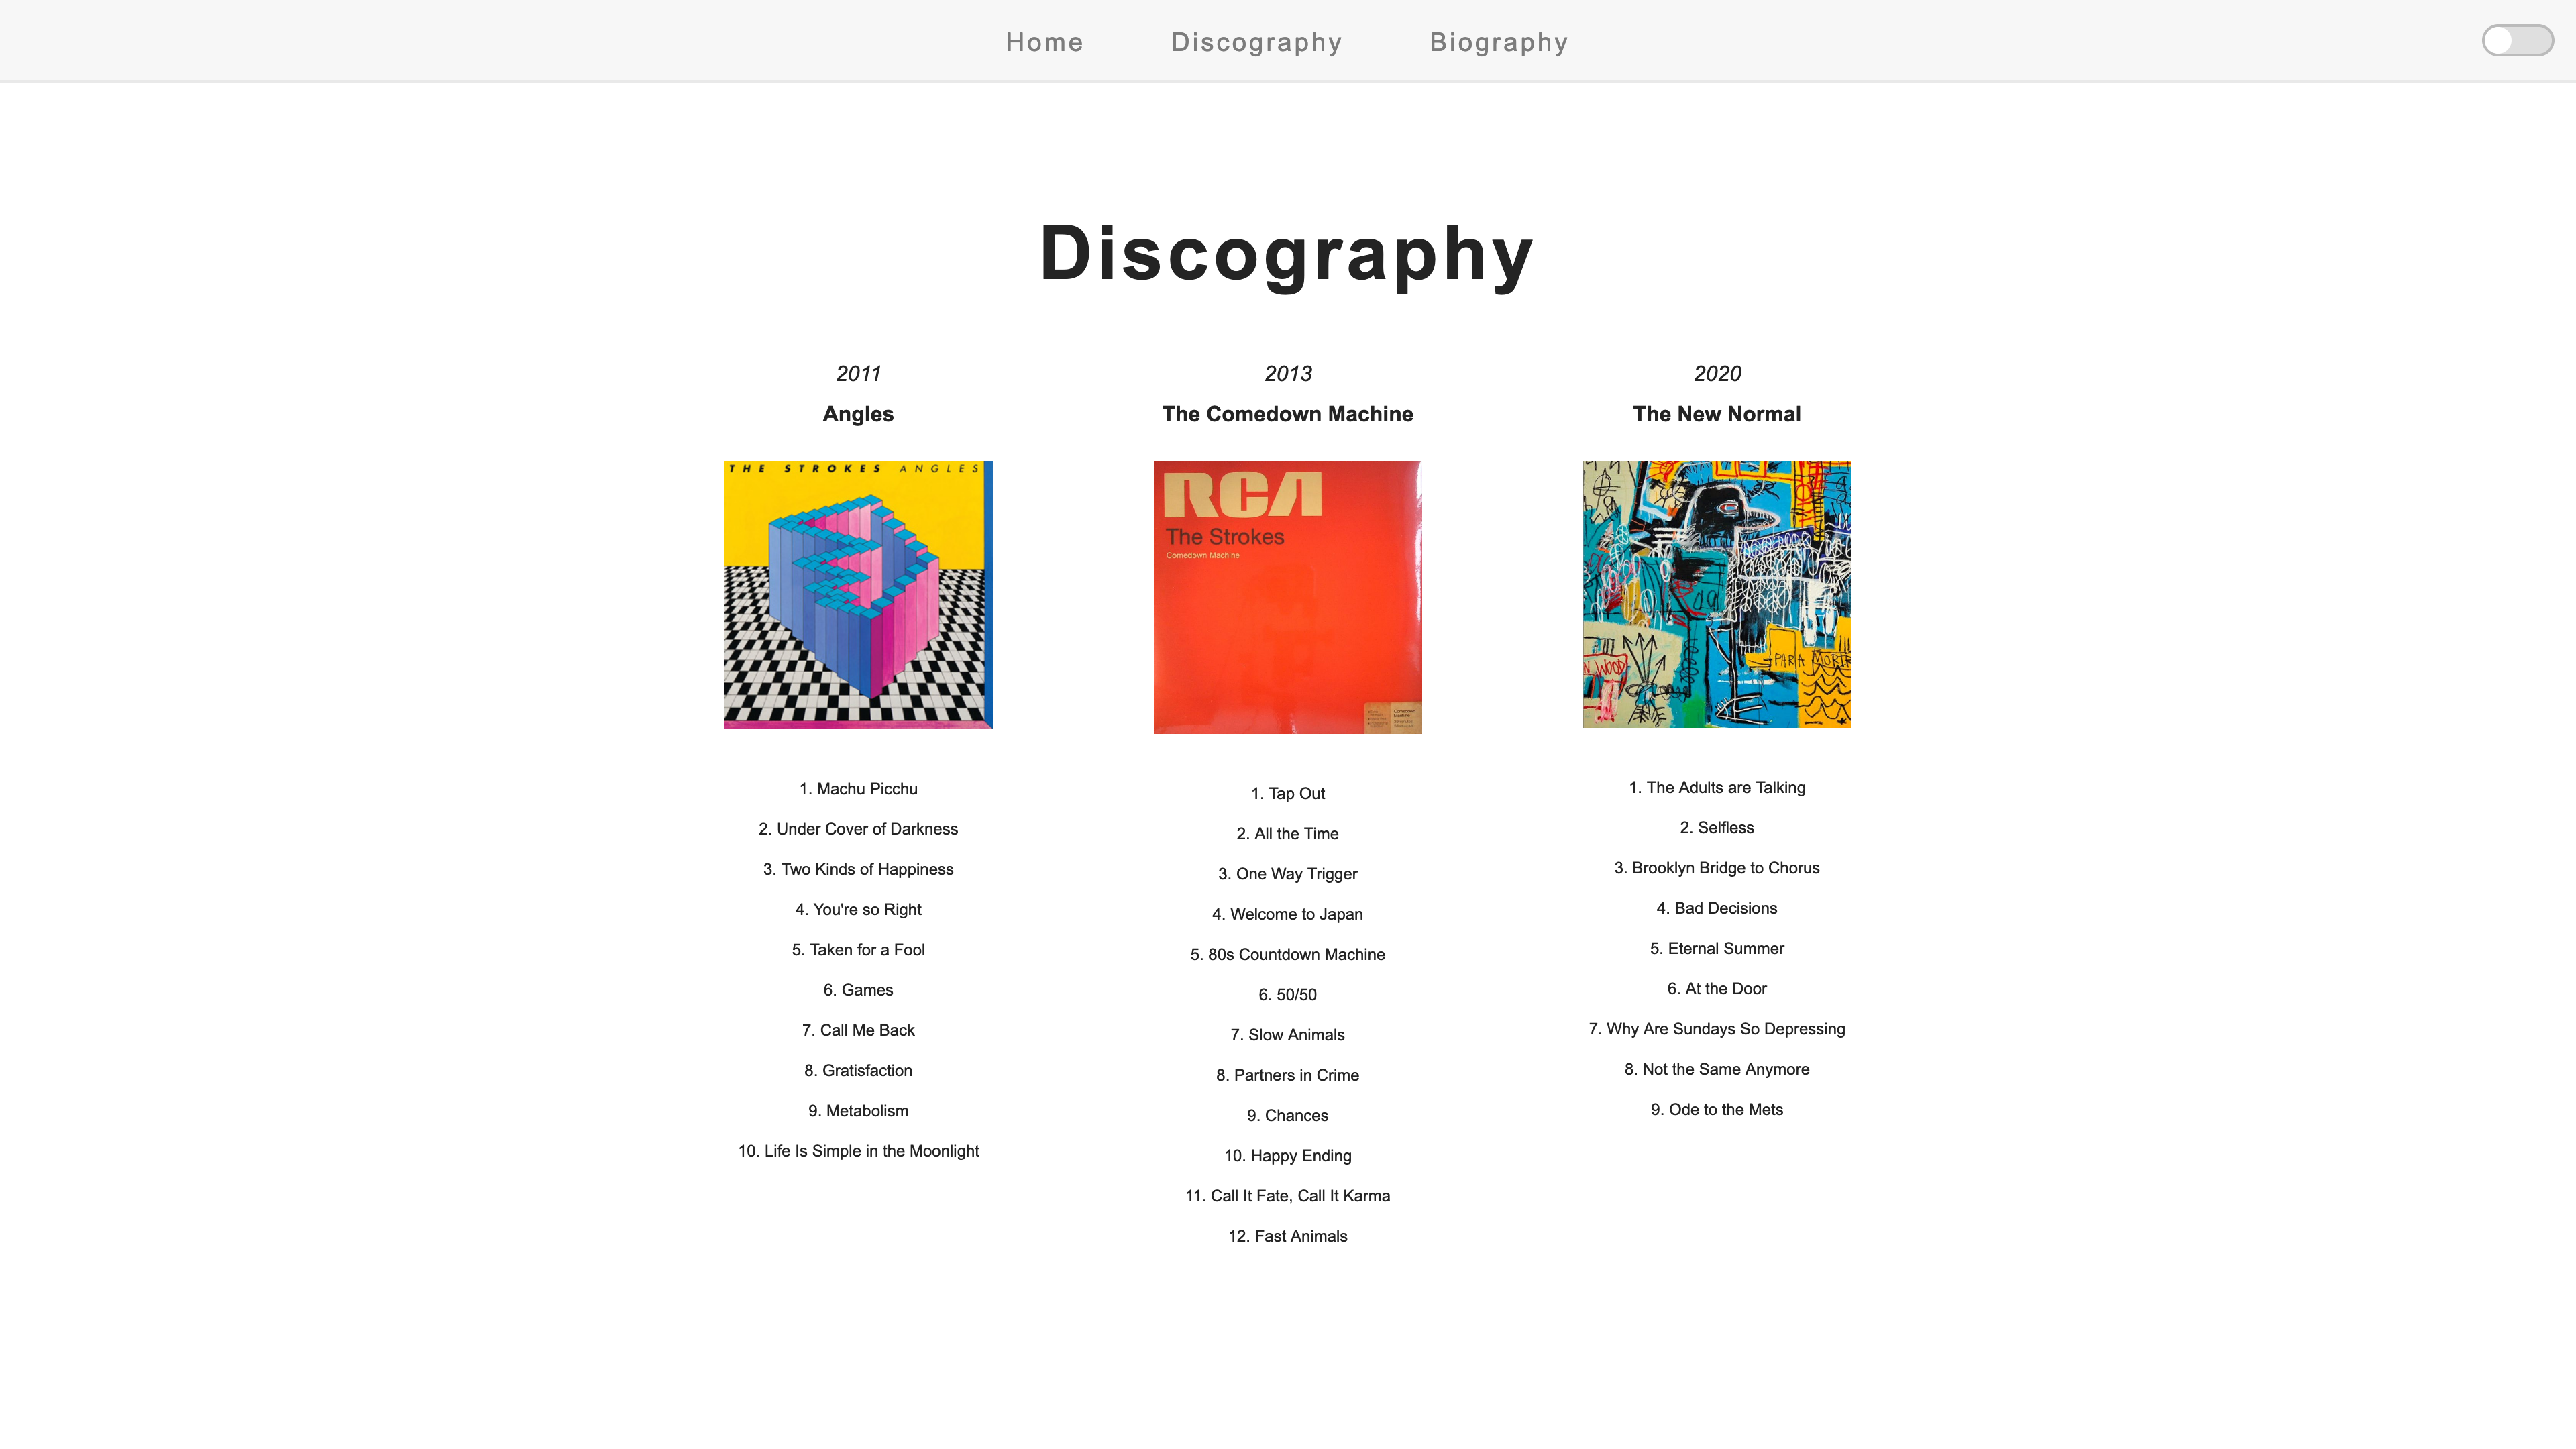 Home Discography Biography
Discography
2011
Angles
THE STROKES ANGLES
1. Machu Picchu
2. Under Cover of Darkness
3. Two Kinds of Happiness
4. You're so Right
5. Taken for a Fool
6. Games
7. Call Me Back
8. Gratisfaction
9. Metabolism
10. Life Is Simple in the Moonlight
2013
The Comedown Machine
RCA
The Strokes
Comedown Machine
1. Tap Out
2. All the Time
3. One Way Trigger
4. Welcome to Japan
5. 80s Countdown Machine
6. 50/50
7. Slow Animals
8. Partners in Crime
9. Chances
10. Happy Ending
11. Call It Fate, Call It Karma
12. Fast Animals
2020
The New Normal
PARA MORIR
N WOOD
1. The Adults are Talking
2. Selfless
3. Brooklyn Bridge to Chorus
4. Bad Decisions
5. Eternal Summer
6. At the Door
7. Why Are Sundays So Depressing
8. Not the Same Anymore
9. Ode to the Mets